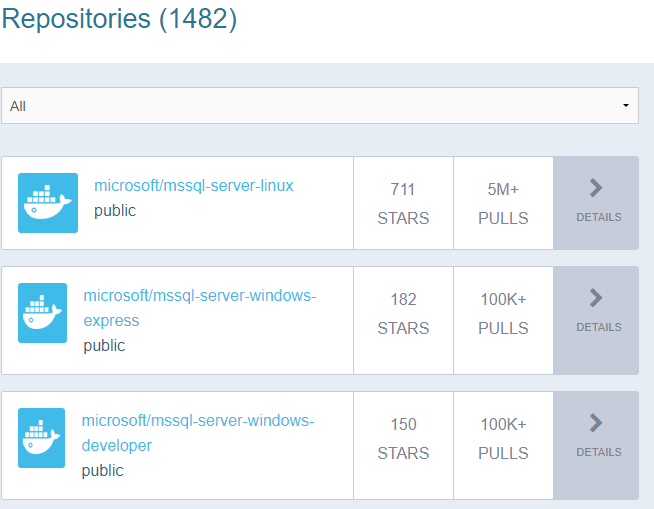 Repositories (1482)
All
microsoft/mssql-server-linux
public
711
STARS
5M+
PULLS
DETAILS
microsoft/mssql-server-windows-
express
public
182
STARS
100K+
PULLS
DETAILS
microsoft/mssql-server-windows-
developer
public
150
STARS
100K+
PULLS
DETAILS